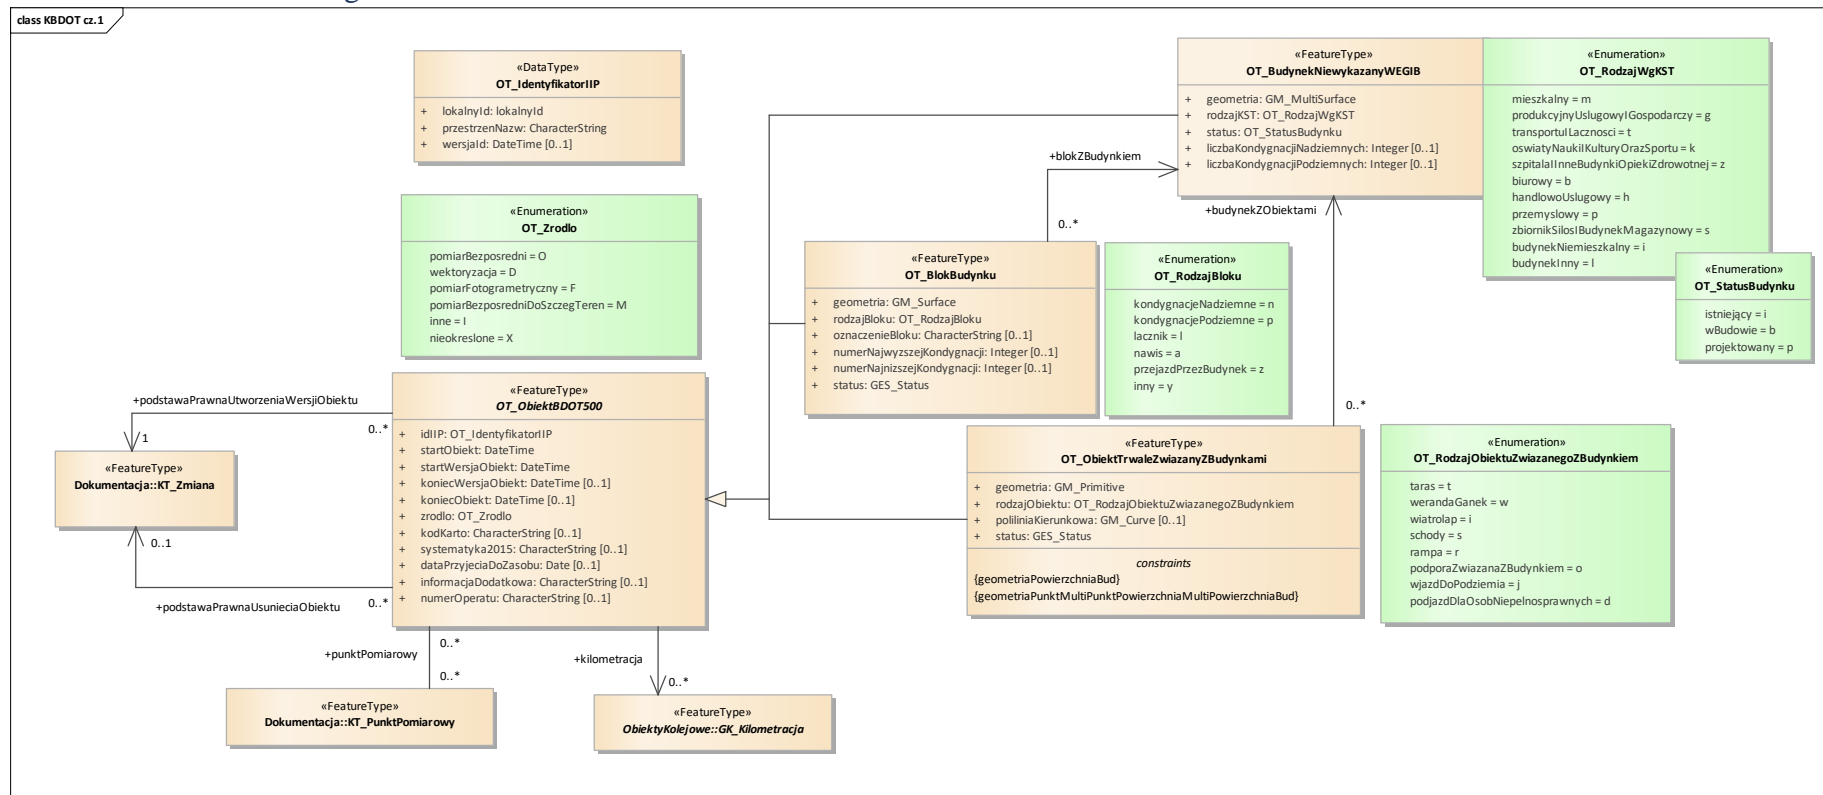 class KBDOT cz.1
«DataType»
OT_IdentyfikatorIIP
+ lokalnyId: lokalnyId
+ przestrzenNazw: CharacterString
+ wersjaId: DateTime [0..1]
«Enumeration»
OT_Zrodlo
pomiarBezposredni = O
wektoryzacja = D
pomiarFotogrametryczny = F
pomiarBezposredniDoSzczegTeren = M
inne = I
nieokreslone = X
«FeatureType»
OT_ObiektBDOT500
+ idIIP: OT_IdentyfikatorIIP
+ startObiekt: DateTime
+ startWersjaObiekt: DateTime
+ koniecWersjaObiekt: DateTime [0..1]
+ koniecObiekt: DateTime [0..1]
+ zrodlo: OT_Zrodlo
+ kodKarto: CharacterString [0..1]
+ systematyka2015: CharacterString [0..1]
+ dataPrzyjeciaDoZasobu: Date [0..1]
+ informacjaDodatkowa: CharacterString [0..1]
+ numerOperatu: CharacterString [0..1]
+podstawaPrawnaUtworzeniaWersjiObiektu
0..*
1
«FeatureType»
Dokumentacja::KT_Zmiana
0..1
+podstawaPrawnaUsunieciaObiektu
0..*
+punktPomiarowy
0..*
0..*
«FeatureType»
Dokumentacja::KT_PunktPomiarowy
+kilometracja
0..*
«FeatureType»
ObiektyKolejowe::GK_Kilometracja
«FeatureType»
OT_BudynekNiewykazanyWEGIB
+ geometria: GM_MultiSurface
+ rodzajKST: OT_RodzajWgKST
+ status: OT_StatusBudynku
+ liczbaKondygnacjiNadziemnych: Integer [0..1]
+ liczbaKondygnacjiPodziemnych: Integer [0..1]
«Enumeration»
OT_RodzajWgKST
mieszkalny = m
produkcyjnyUslugowyIGospodarczy = g
transportuILacznosci = t
oswiatyNaukiIKulturyOrazSportu = k
szpitalaIInneBudynkiOpiekiZdrowotnej = z
biurowy = b
handlowoUslugowy = h
przemyslowy = p
zbiornikSilosIBudynekMagazynowy = s
budynekNiemieszkalny = i
budynekInny = l
«Enumeration»
OT_StatusBudynku
istniejący = i
wBudowie = b
projektowany = p
+blokZBudynkiem
0..*
+budynekZObiektami
0..*
«FeatureType»
OT_BlokBudynku
+ geometria: GM_Surface
+ rodzajBloku: OT_RodzajBloku
+ oznaczenieBloku: CharacterString [0..1]
+ numerNajwyzszejKondygnacji: Integer [0..1]
+ numerNajnizszejKondygnacji: Integer [0..1]
+ status: GES_Status
«Enumeration»
OT_RodzajBloku
kondygnacjeNadziemne = n
kondygnacjePodziemne = p
lacznik = l
nawis = a
przejazdPrzezBudynek = z
inny = y
«FeatureType»
OT_ObiektTrwaleZwiazanyZBudynkami
+ geometria: GM_Primitive
+ rodzajObiektu: OT_RodzajObiektuZwiazanegoZBudynkiem
+ poliliniaKierunkowa: GM_Curve [0..1]
+ status: GES_Status
constraints
{geometriaPowierzchniaBud}
{geometriaPunktMultiPunktPowierzchniaMultiPowierzchniaBud}
«Enumeration»
OT_RodzajObiektuZwiazanegoZBudynkiem
taras = t
werandaGanek = w
wiatrolap = i
schody = s
rampa = r
podporaZwiazanaZBudynkiem = o
wjazdDoPodziemia = j
podjazdDlaOsobNiepelnosprawnych = d